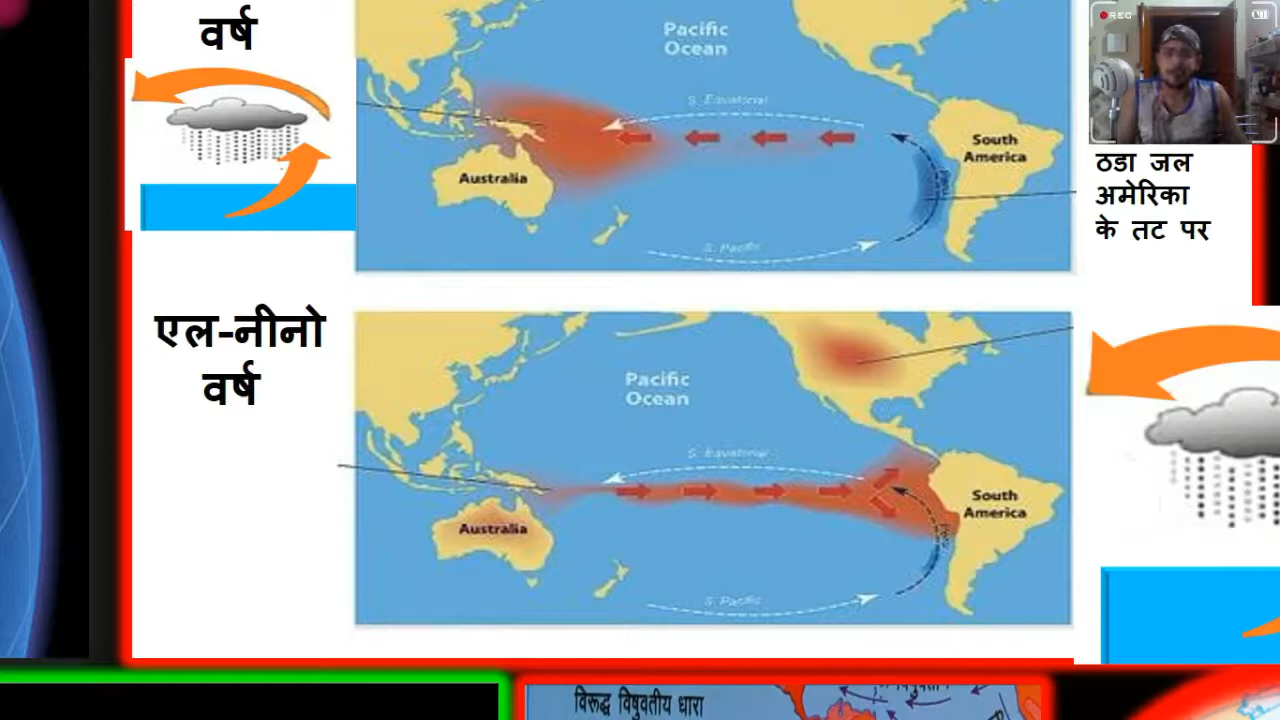 वर्ष
Pacific
Ocean
S. Equatorial
South
America
Australia
S. Pacific
REC
ठंडा जल
अमेरिका
के तट पर
एल-नीनो
वर्ष
Pacific
Ocean
S. Equatorial
South
America
Australia
Peru
S. Pacific
विरूद्ध विषुवतीय धारा